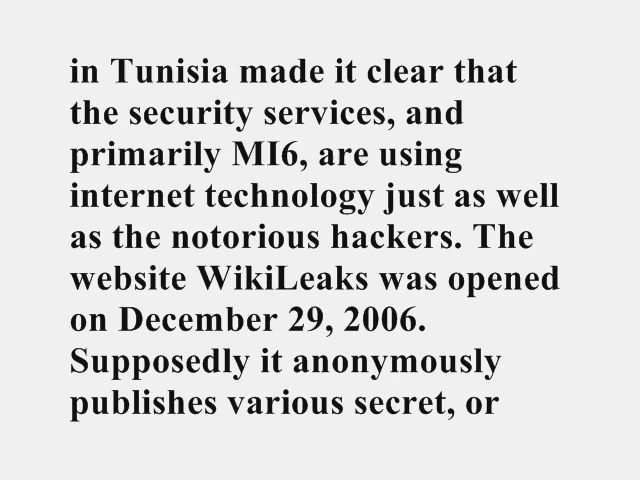 in Tunisia made it clear that
the security services, and
primarily MI6, are using
internet technology just as well
as the notorious hackers. The
website WikiLeaks was opened
on December 29, 2006.
Supposedly it anonymously
publishes various secret, or